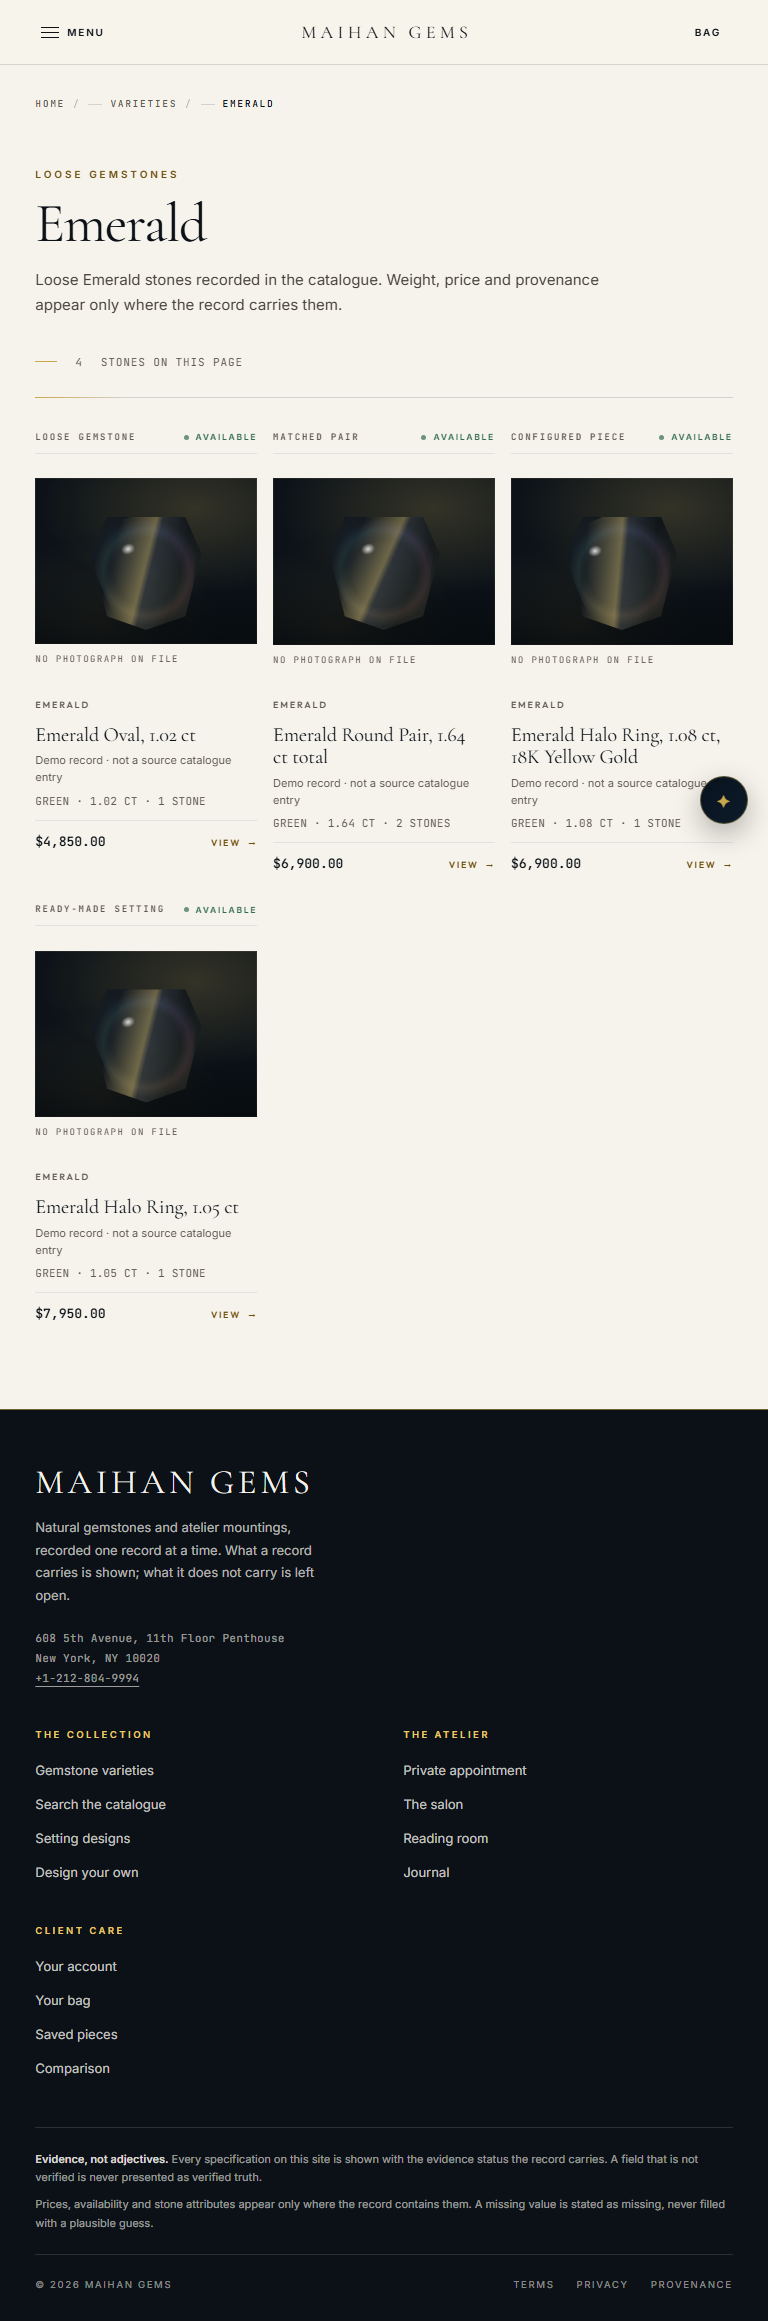 MENU
MAIHAN GEMS
BAG
HOME / VARIETIES / EMERALD
LOOSE GEMSTONES
Emerald
Loose Emerald stones recorded in the catalogue. Weight, price and provenance
appear only where the record carries them.
4 STONES ON THIS PAGE
LOOSE GEMSTONE
AVAILABLE
NO PHOTOGRAPH ON FILE
EMERALD
Emerald Oval, 1.02 ct
Demo record · not a source catalogue
entry
GREEN · 1.02 CT · 1 STONE
$4,850.00
VIEW →
MATCHED PAIR
AVAILABLE
NO PHOTOGRAPH ON FILE
EMERALD
Emerald Round Pair, 1.64
ct total
Demo record · not a source catalogue
entry
GREEN · 1.64 CT · 2 STONES
$6,900.00
VIEW →
CONFIGURED PIECE
AVAILABLE
NO PHOTOGRAPH ON FILE
EMERALD
Emerald Halo Ring, 1.08 ct,
18K Yellow Gold
Demo record · not a source catalogue
entry
GREEN · 1.08 CT · 1 STONE
$6,900.00
VIEW →
READY-MADE SETTING
AVAILABLE
NO PHOTOGRAPH ON FILE
EMERALD
Emerald Halo Ring, 1.05 ct
Demo record · not a source catalogue
entry
GREEN · 1.05 CT · 1 STONE
$7,950.00
VIEW →
MAIHAN GEMS
Natural gemstones and atelier mountings,
recorded one record at a time. What a record
carries is shown; what it does not carry is left
open.
608 5th Avenue, 11th Floor Penthouse
New York, NY 10020
+1-212-804-9994
THE COLLECTION
Gemstone varieties
Search the catalogue
Setting designs
Design your own
THE ATELIER
Private appointment
The salon
Reading room
Journal
CLIENT CARE
Your account
Your bag
Saved pieces
Comparison
Evidence, not adjectives. Every specification on this site is shown with the evidence status the record carries. A field that is not
verified is never presented as verified truth.
Prices, availability and stone attributes appear only where the record contains them. A missing value is stated as missing, never filled
with a plausible guess.
© 2026 MAIHAN GEMS
TERMS
PRIVACY
PROVENANCE